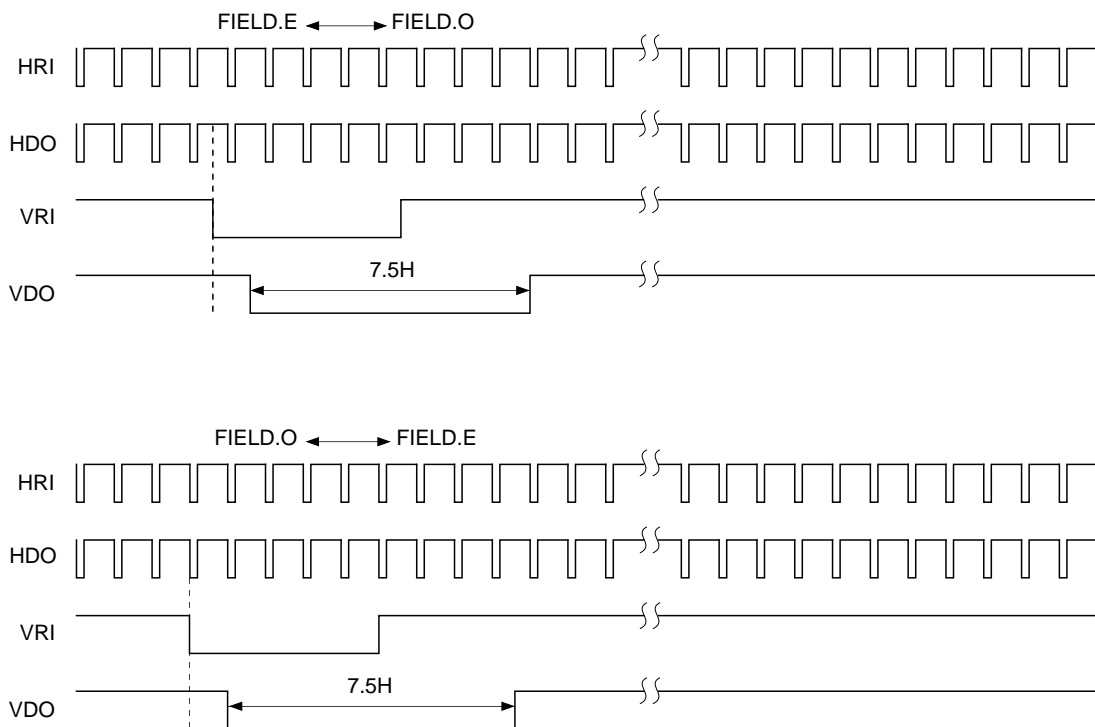 FIELD.E FIELD.O
HRI
HDO
VRI
7.5H
VDO
FIELD.O FIELD.E
HRI
HDO
VRI
7.5H
VDO